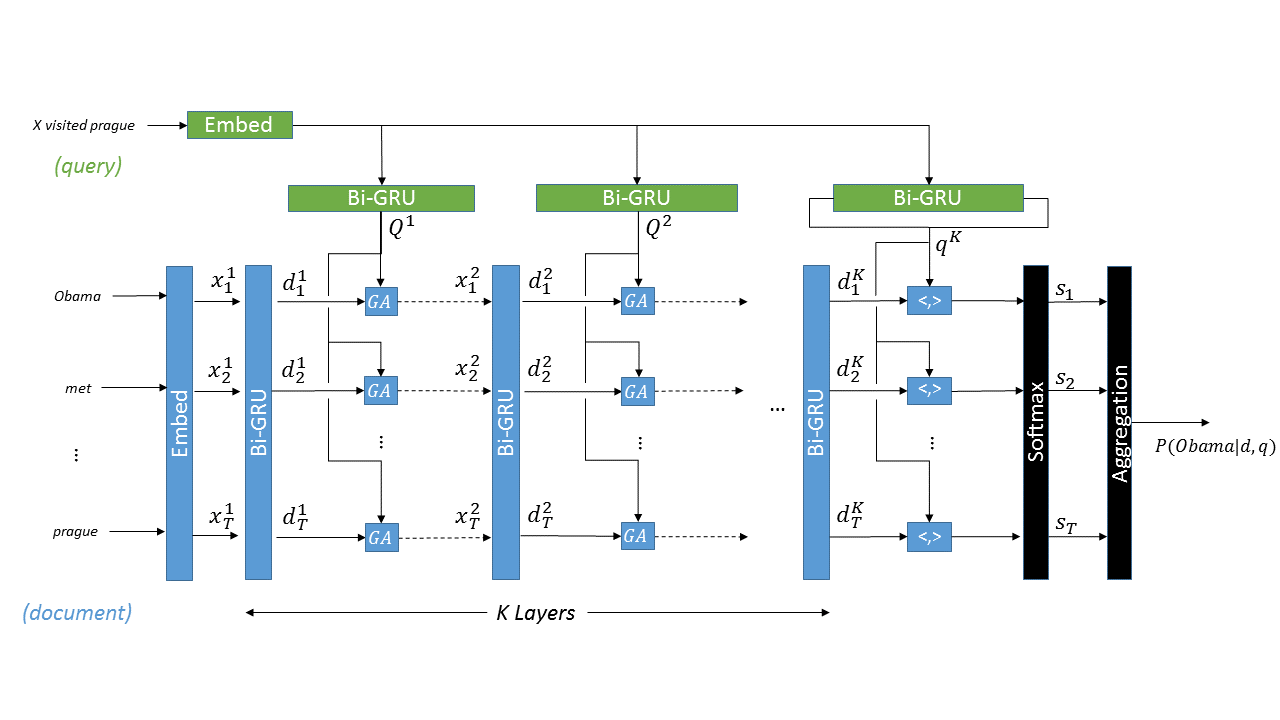 X visited prague
Embed
(query)
Bi-GRU
Bi-GRU
Bi-GRU
Q^1
Q^2
q^K
Obama
x_1^1
d_1^1
GA
x_1^2
d_1^2
GA
d_1^K
<,>
s_1
met
x_2^1
d_2^1
GA
x_2^2
d_2^2
GA
...
d_2^K
<,>
s_2
Embed
Bi-GRU
Bi-GRU
Bi-GRU
Softmax
Aggregation
P(Obama|d,q)
⋮
⋮
⋮
⋮
prague
x_T^1
d_T^1
GA
x_T^2
d_T^2
GA
d_T^K
<,>
s_T
(document)
K Layers